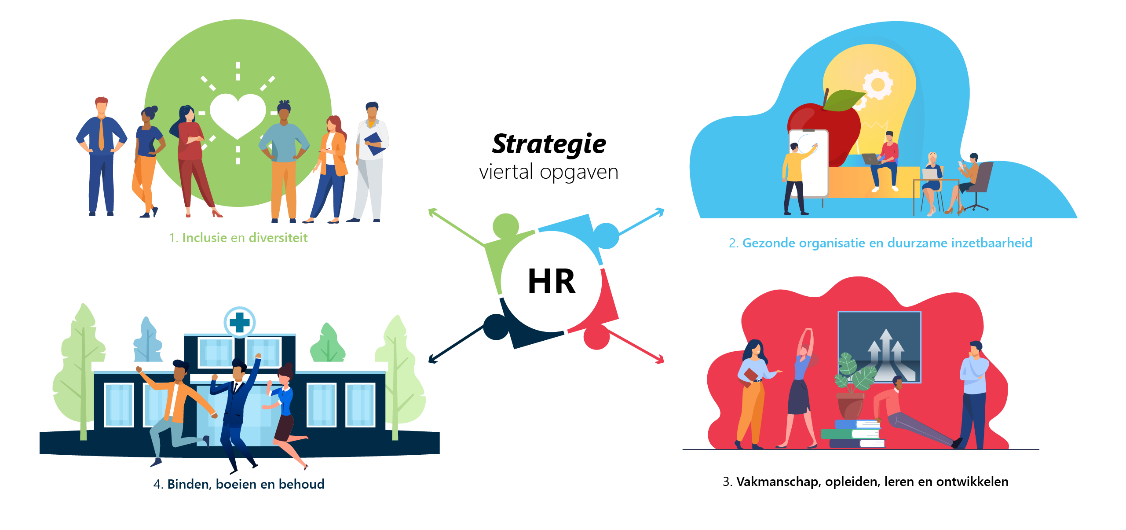 Strategie
viertal opgaven
1. Inclusie en diversiteit
2. Gezonde organisatie en duurzame inzetbaarheid
HR
4. Binden, boeien en behoud
3. Vakmanschap, opleiden, leren en ontwikkelen